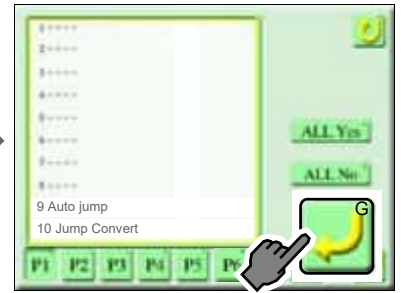 1 -----
2 -----
3 -----
4 -----
5 -----
6 -----
7 -----
8 -----
9 Auto jump
10 Jump Convert
ALL Yes
ALL No
G
P1 P2 P3 P4 P5 P6